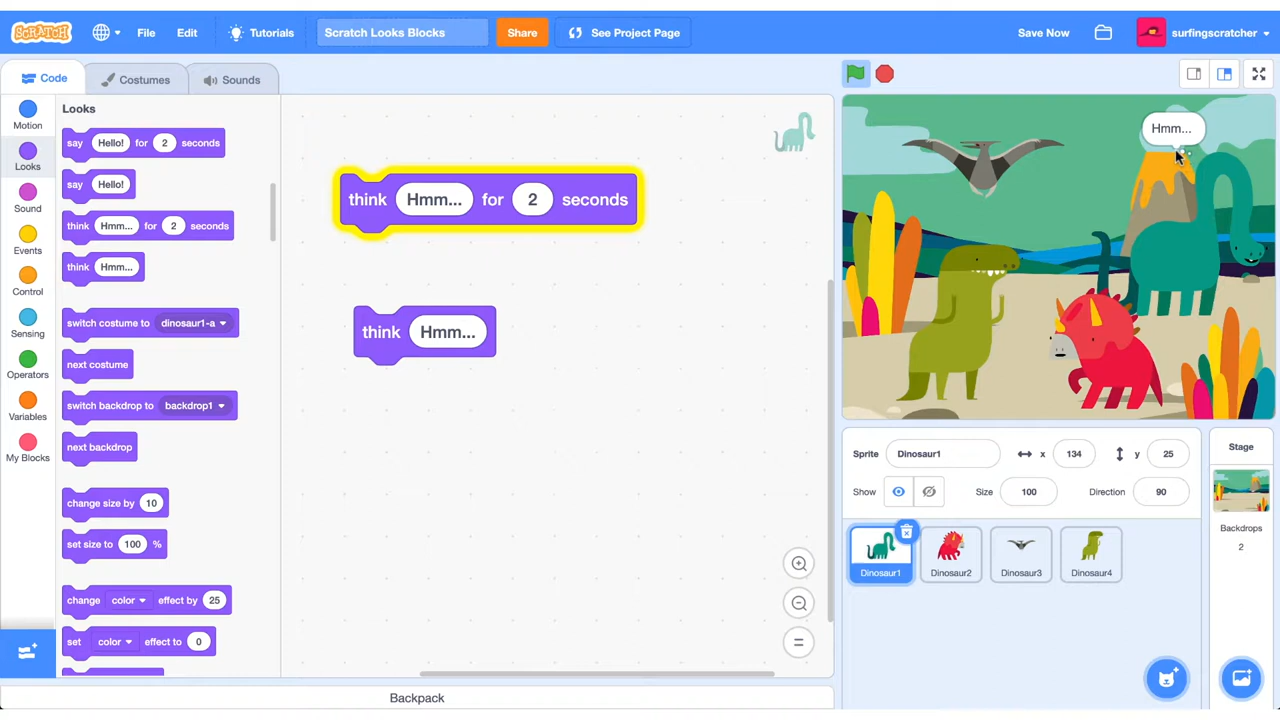 SCRATCH File Edit Tutorials Scratch Looks Blocks Share See Project Page Save Now surfingscratcher
Code Costumes Sounds
Motion
Looks
Sound
Events
Control
Sensing
Operators
Variables
My Blocks
Looks
say Hello! for 2 seconds
say Hello!
think Hmm... for 2 seconds
think Hmm...
switch costume to dinosaur1-a
next costume
switch backdrop to backdrop1
next backdrop
change size by 10
set size to 100 %
change color effect by 25
set color effect to 0
think Hmm... for 2 seconds
think Hmm...
Backpack
Hmm...
Sprite Dinosaur1 x 134 y 25
Show Size 100 Direction 90
Dinosaur1 Dinosaur2 Dinosaur3 Dinosaur4
Stage
Backdrops
2